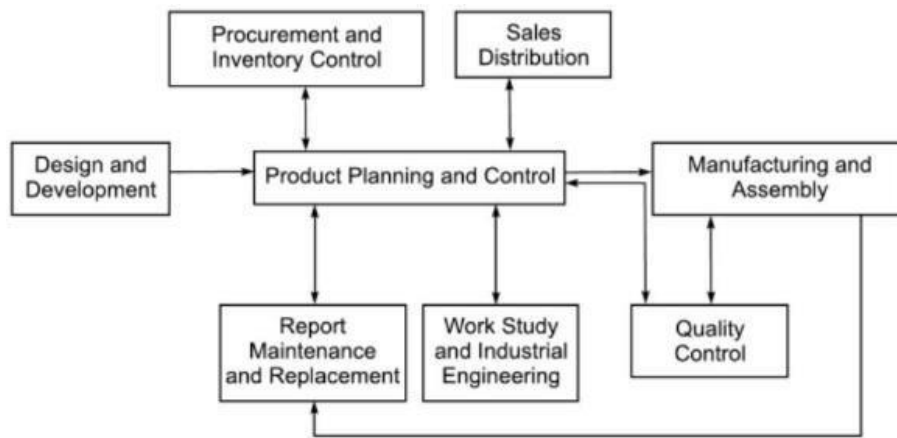 Procurement and
Inventory Control
Sales
Distribution
Design and
Development
Product Planning and Control
Manufacturing and
Assembly
Report
Maintenance
and Replacement
Work Study
and Industrial
Engineering
Quality
Control